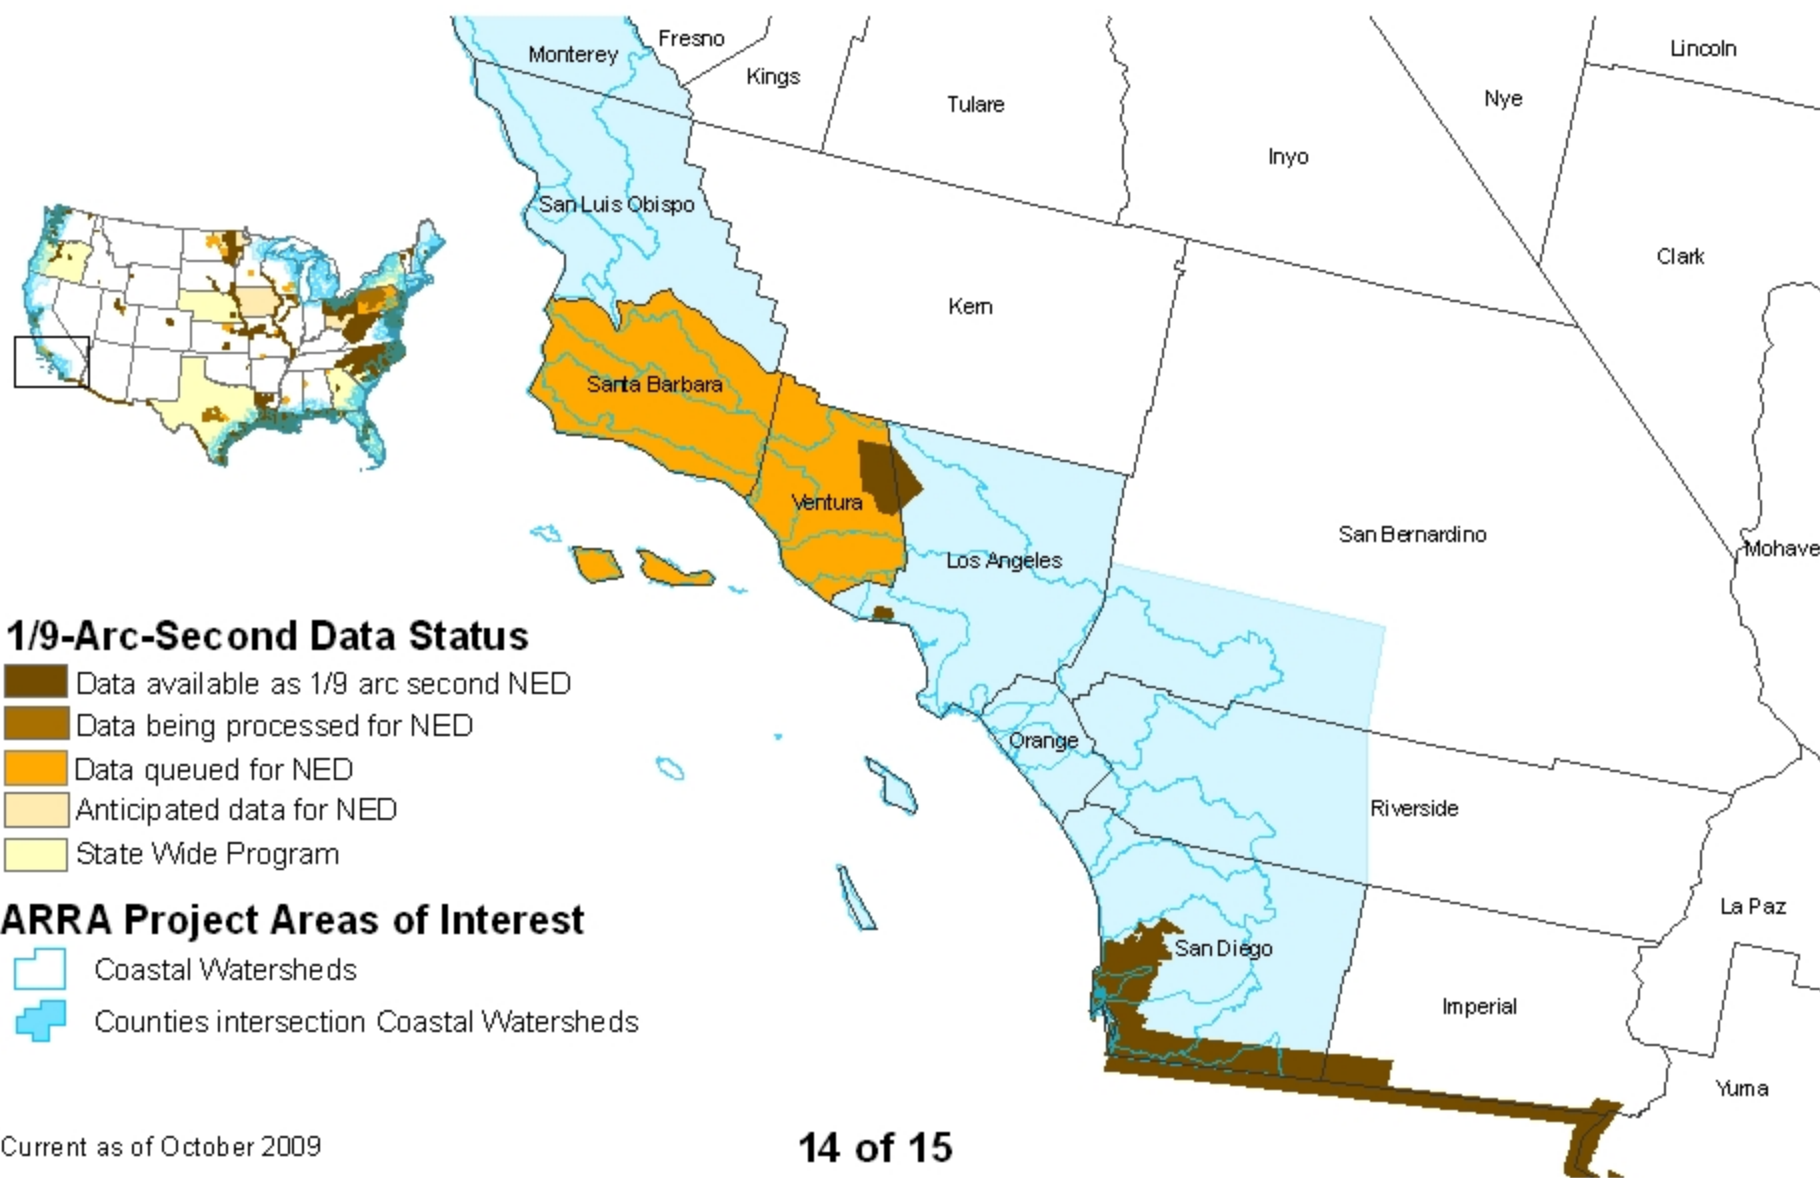 Monterey
Fresno
Kings
Tulare
Inyo
Nye
Lincoln
San Luis Obispo
Clark
Kern
Santa Barbara
Ventura
Los Angeles
San Bernardino
Mohave
1/9-Arc-Second Data Status
Data available as 1/9 arc second NED
Data being processed for NED
Data queued for NED
Anticipated data for NED
State Wide Program
Orange
Riverside
ARRA Project Areas of Interest
Coastal Watersheds
Counties intersection Coastal Watersheds
La Paz
San Diego
Imperial
Yuma
Current as of October 2009
14 of 15